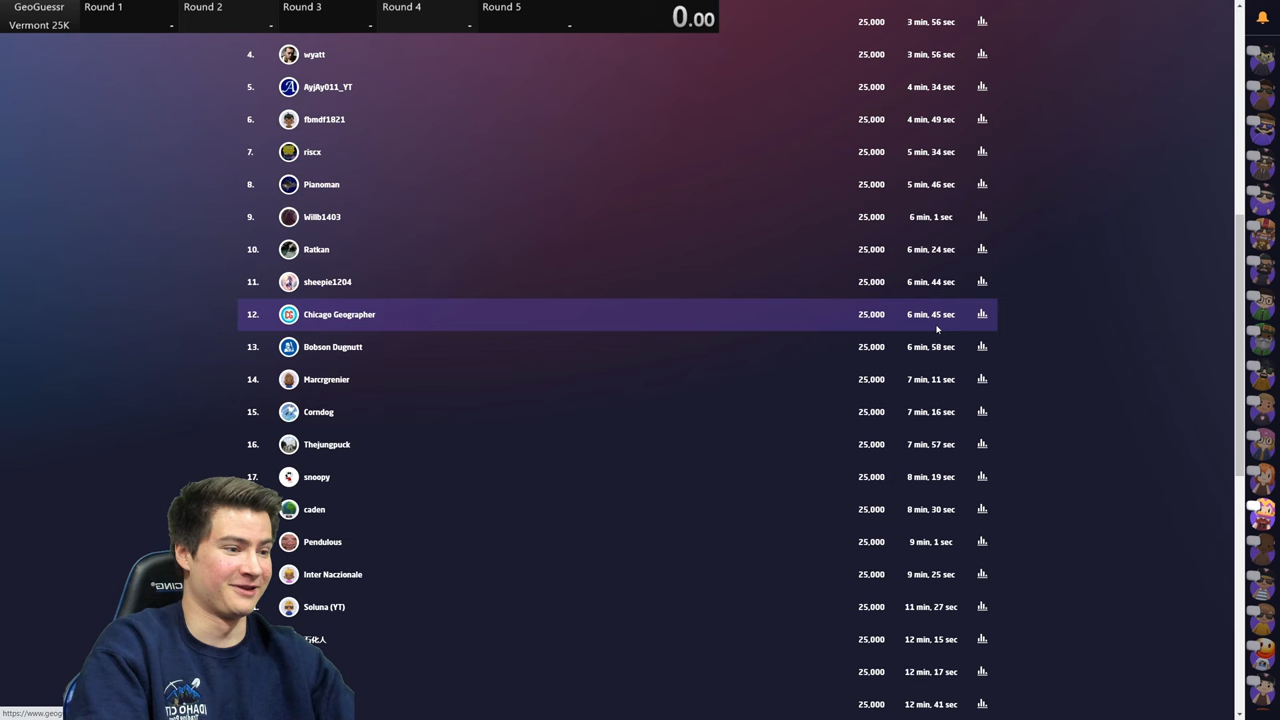 GeoGuessr Round 1 Round 2 Round 3 Round 4 Round 5 0.00
Vermont 25K - - - - -
25,000 3 min, 56 sec
4. wyatt 25,000 3 min, 56 sec
5. AyjAy011_YT 25,000 4 min, 34 sec
6. fbmdf1821 25,000 4 min, 49 sec
7. riscx 25,000 5 min, 34 sec
8. Pianoman 25,000 5 min, 46 sec
9. Willb1403 25,000 6 min, 1 sec
10. Ratkan 25,000 6 min, 24 sec
11. sheepie1204 25,000 6 min, 44 sec
12. CG Chicago Geographer 25,000 6 min, 45 sec
13. Bobson Dugnutt 25,000 6 min, 58 sec
14. Marcrgrenier 25,000 7 min, 11 sec
15. Corndog 25,000 7 min, 16 sec
16. Thejungpuck 25,000 7 min, 57 sec
17. snoopy 25,000 8 min, 19 sec
caden 25,000 8 min, 30 sec
Pendulous 25,000 9 min, 1 sec
Inter Naczionale 25,000 9 min, 25 sec
Soluna (YT) 25,000 11 min, 27 sec
石化人 25,000 12 min, 15 sec
25,000 12 min, 17 sec
25,000 12 min, 41 sec
IDAHO CITY
https://www.geog